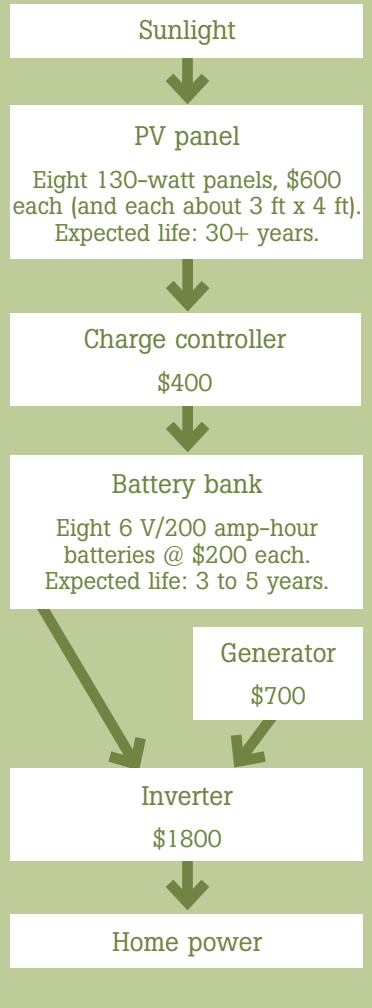 Sunlight
PV panel
Eight 130-watt panels, $600
each (and each about 3 ft x 4 ft).
Expected life: 30+ years.
Charge controller
$400
Battery bank
Eight 6 V/200 amp-hour
batteries @ $200 each.
Expected life: 3 to 5 years.
Generator
$700
Inverter
$1800
Home power